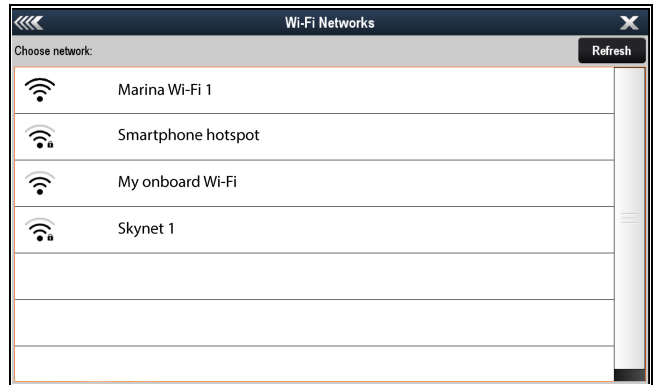 Wi-Fi Networks
Choose network:
Refresh
Marina Wi-Fi 1
Smartphone hotspot
My onboard Wi-Fi
Skynet 1